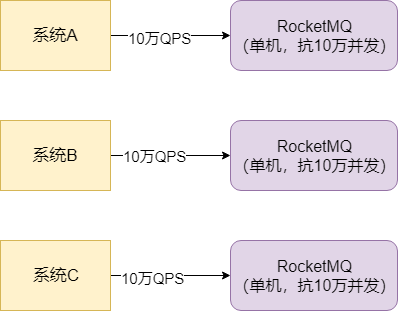 系统A
10万QPS
RocketMQ
(单机，抗10万并发)
系统B
10万QPS
RocketMQ
(单机，抗10万并发)
系统C
10万QPS
RocketMQ
(单机，抗10万并发)